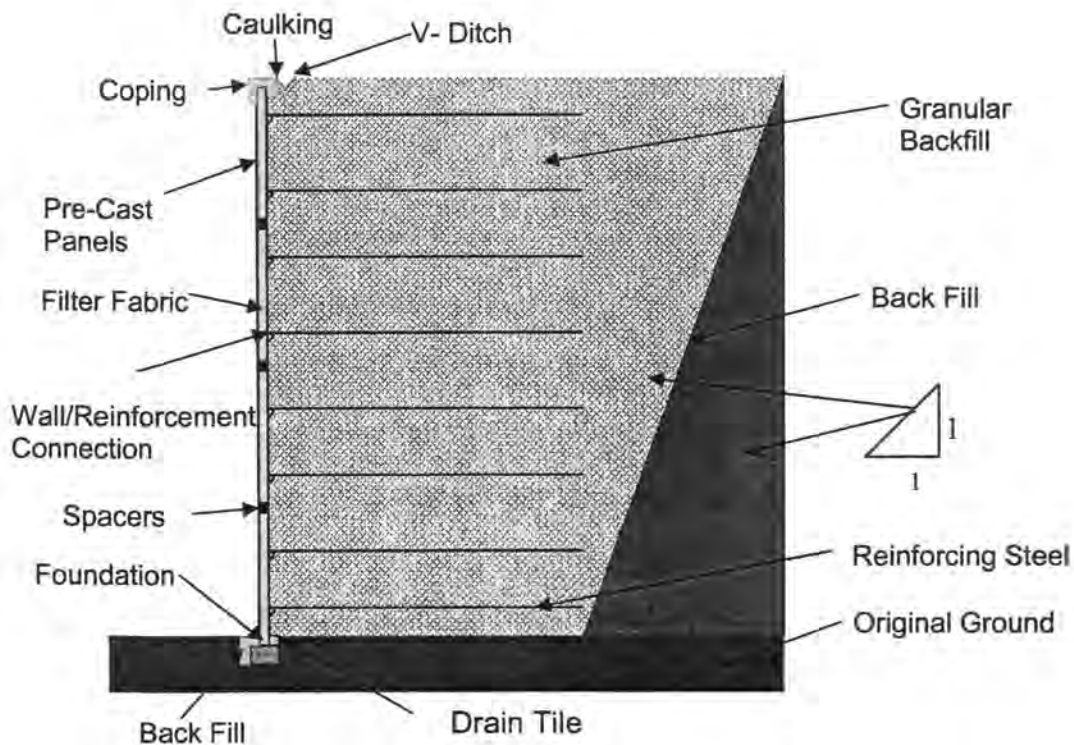 Caulking
V- Ditch
Coping
Granular
Backfill
Pre-Cast
Panels
Filter Fabric
Back Fill
Wall/Reinforcement
Connection
1
1
Spacers
Reinforcing Steel
Foundation
Original Ground
Drain Tile
Back Fill